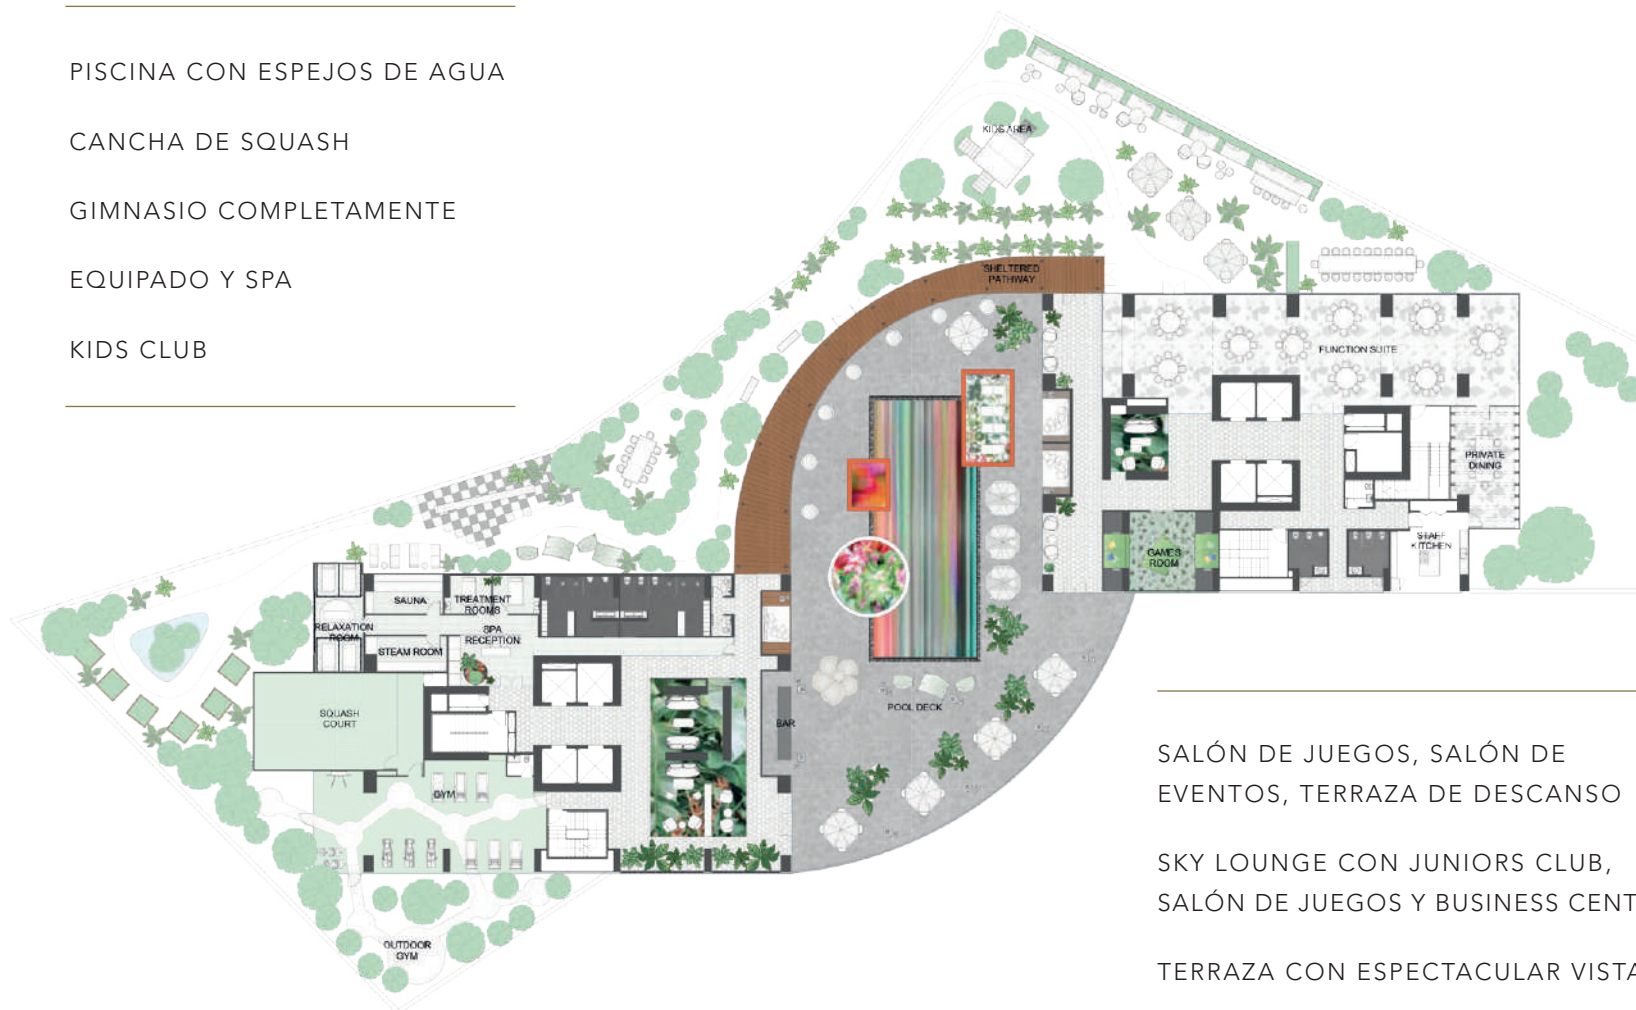 PISCINA CON ESPEJOS DE AGUA
CANCHA DE SQUASH
GIMNASIO COMPLETAMENTE
EQUIPADO Y SPA
KIDS CLUB
KIDS AREA
SHELTERED
PATHWAY
FUNCTION SUITE
PRIVATE
DINING
STAFF
KITCHEN
GAMES
ROOM
SAUNA
TREATMENT
ROOMS
RELAXATION
ROOM
SPA
RECEPTION
STEAM ROOM
SQUASH
COURT
BAR
POOL DECK
GYM
OUTDOOR
GYM
SALÓN DE JUEGOS, SALÓN DE
EVENTOS, TERRAZA DE DESCANSO
SKY LOUNGE CON JUNIORS CLUB,
SALÓN DE JUEGOS Y BUSINESS CENT
TERRAZA CON ESPECTACULAR VISTA